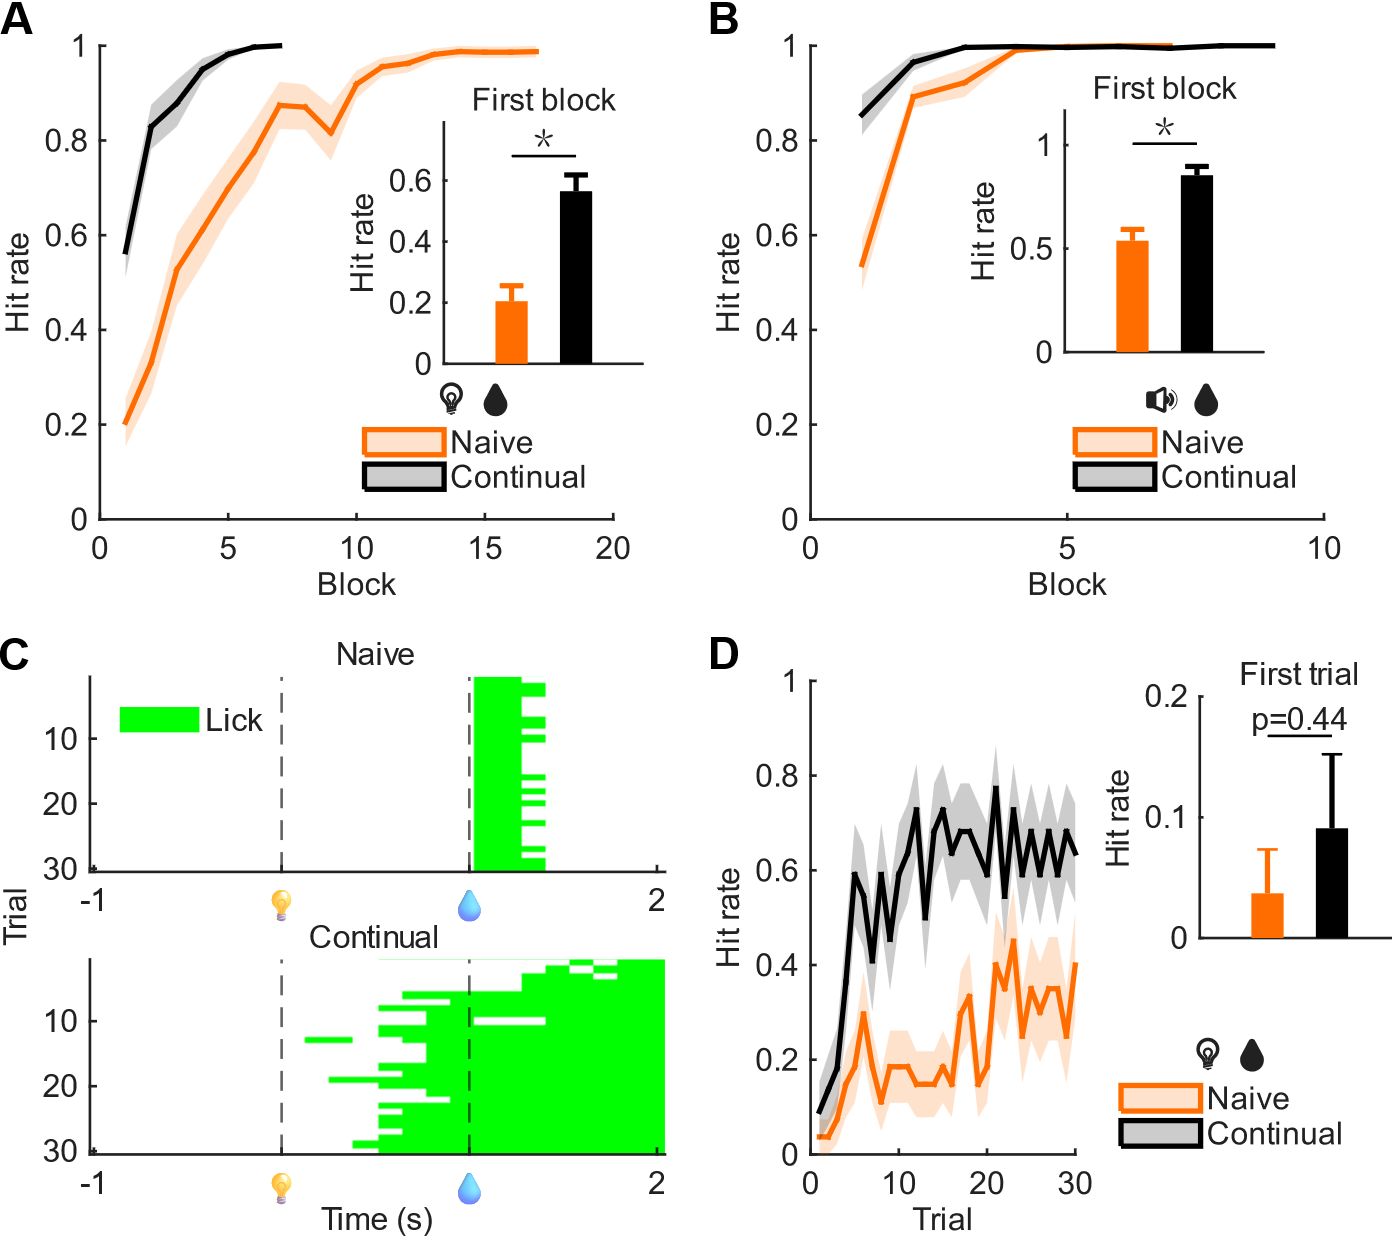 A
1
0.8
0.6
0.4
0.2
0
0 5 10 15 20
Hit rate
Block
First block
*
0.6
0.4
0.2
0
Hit rate
Naive
Continual
B
1
0.8
0.6
0.4
0.2
0
0 5 10
Hit rate
Block
First block
*
1
0.5
0
Hit rate
Naive
Continual
C
Naive
Lick
10
20
30
-1 2
Trial
Continual
10
20
30
-1 2
Time (s)
D
1
0.8
0.6
0.4
0.2
0
0 10 20 30
Hit rate
Trial
First trial
p=0.44
0.2
0.1
0
Hit rate
Naive
Continual